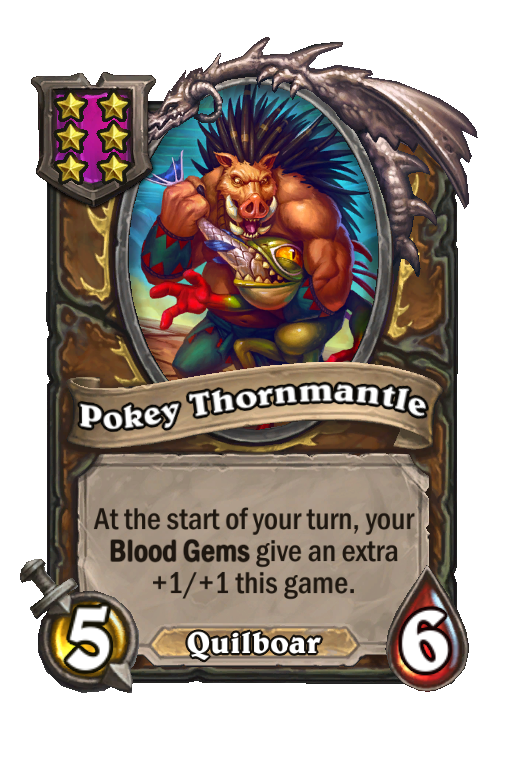 Pokey Thornmantle
At the start of your turn, your
Blood Gems give an extra
+1/+1 this game.
5
Quilboar
6